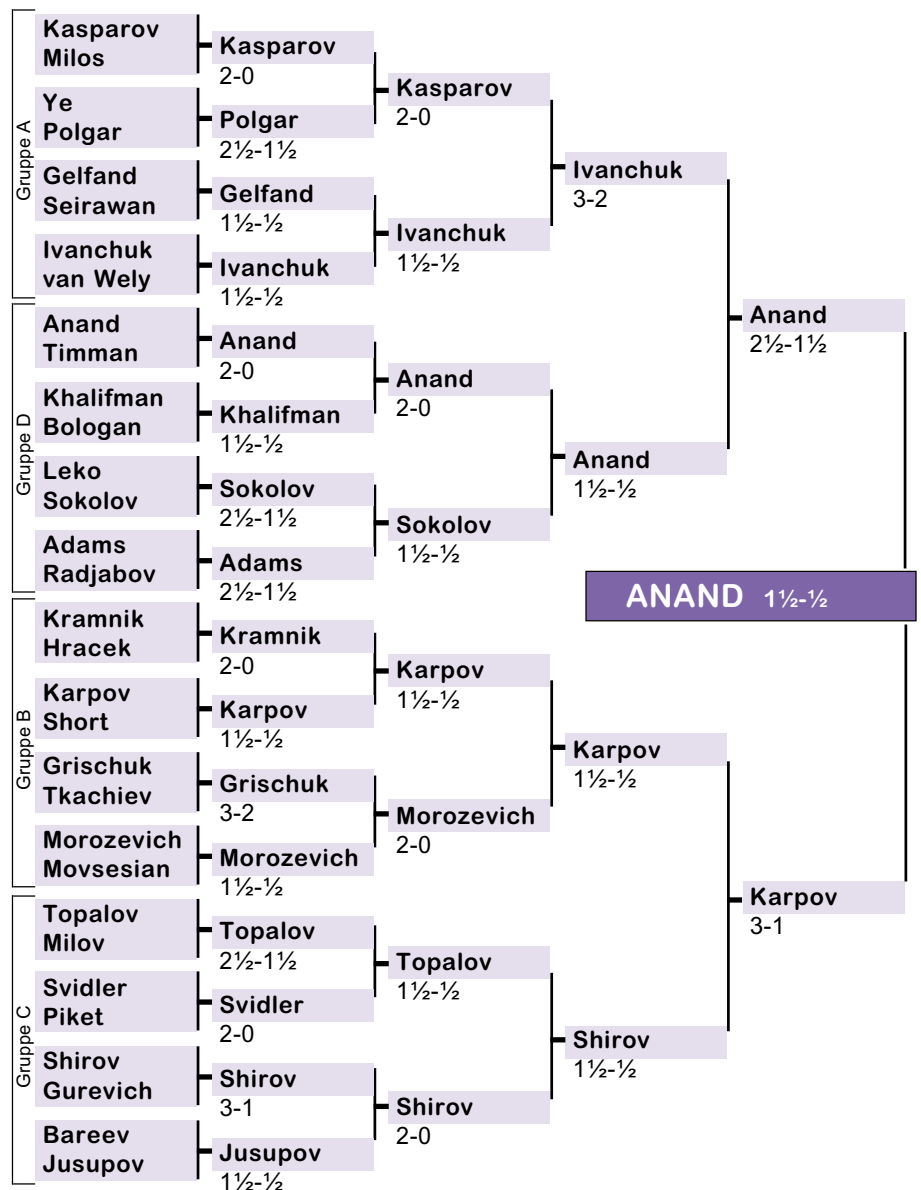 Gruppe A
Kasparov
Milos
Ye
Polgar
Gelfand
Seirawan
Ivanchuk
van Wely
Gruppe D
Anand
Timman
Khalifman
Bologan
Leko
Sokolov
Adams
Radjabov
Gruppe B
Kramnik
Hracek
Karpov
Short
Grischuk
Tkachiev
Morozevich
Movsesian
Gruppe C
Topalov
Milov
Svidler
Piket
Shirov
Gurevich
Bareev
Jusupov
Kasparov
2-0
Polgar
2½-1½
Gelfand
1½-½
Ivanchuk
1½-½
Anand
2-0
Khalifman
1½-½
Sokolov
2½-1½
Adams
2½-1½
Kramnik
2-0
Karpov
1½-½
Grischuk
3-2
Morozevich
1½-½
Topalov
2½-1½
Svidler
2-0
Shirov
3-1
Jusupov
1½-½
Kasparov
2-0
Ivanchuk
1½-½
Anand
2-0
Sokolov
1½-½
Karpov
1½-½
Morozevich
2-0
Topalov
1½-½
Shirov
2-0
Ivanchuk
3-2
Anand
1½-½
Karpov
1½-½
Shirov
1½-½
Anand
2½-1½
Karpov
3-1
ANAND 1½-½